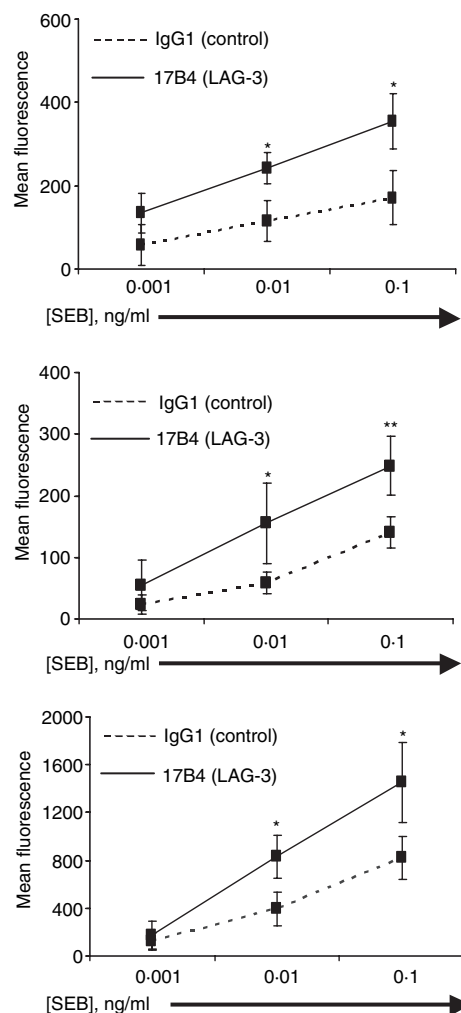 Mean fluorescence
600
400
200
0
IgG1 (control)
17B4 (LAG-3)
*
*
0·001 0·01 0·1
[SEB], ng/ml
Mean fluorescence
400
300
200
100
0
IgG1 (control)
17B4 (LAG-3)
*
**
0·001 0·01 0·1
[SEB], ng/ml
Mean fluorescence
2000
1600
1200
800
400
0
IgG1 (control)
17B4 (LAG-3)
*
*
0·001 0·01 0·1
[SEB], ng/ml